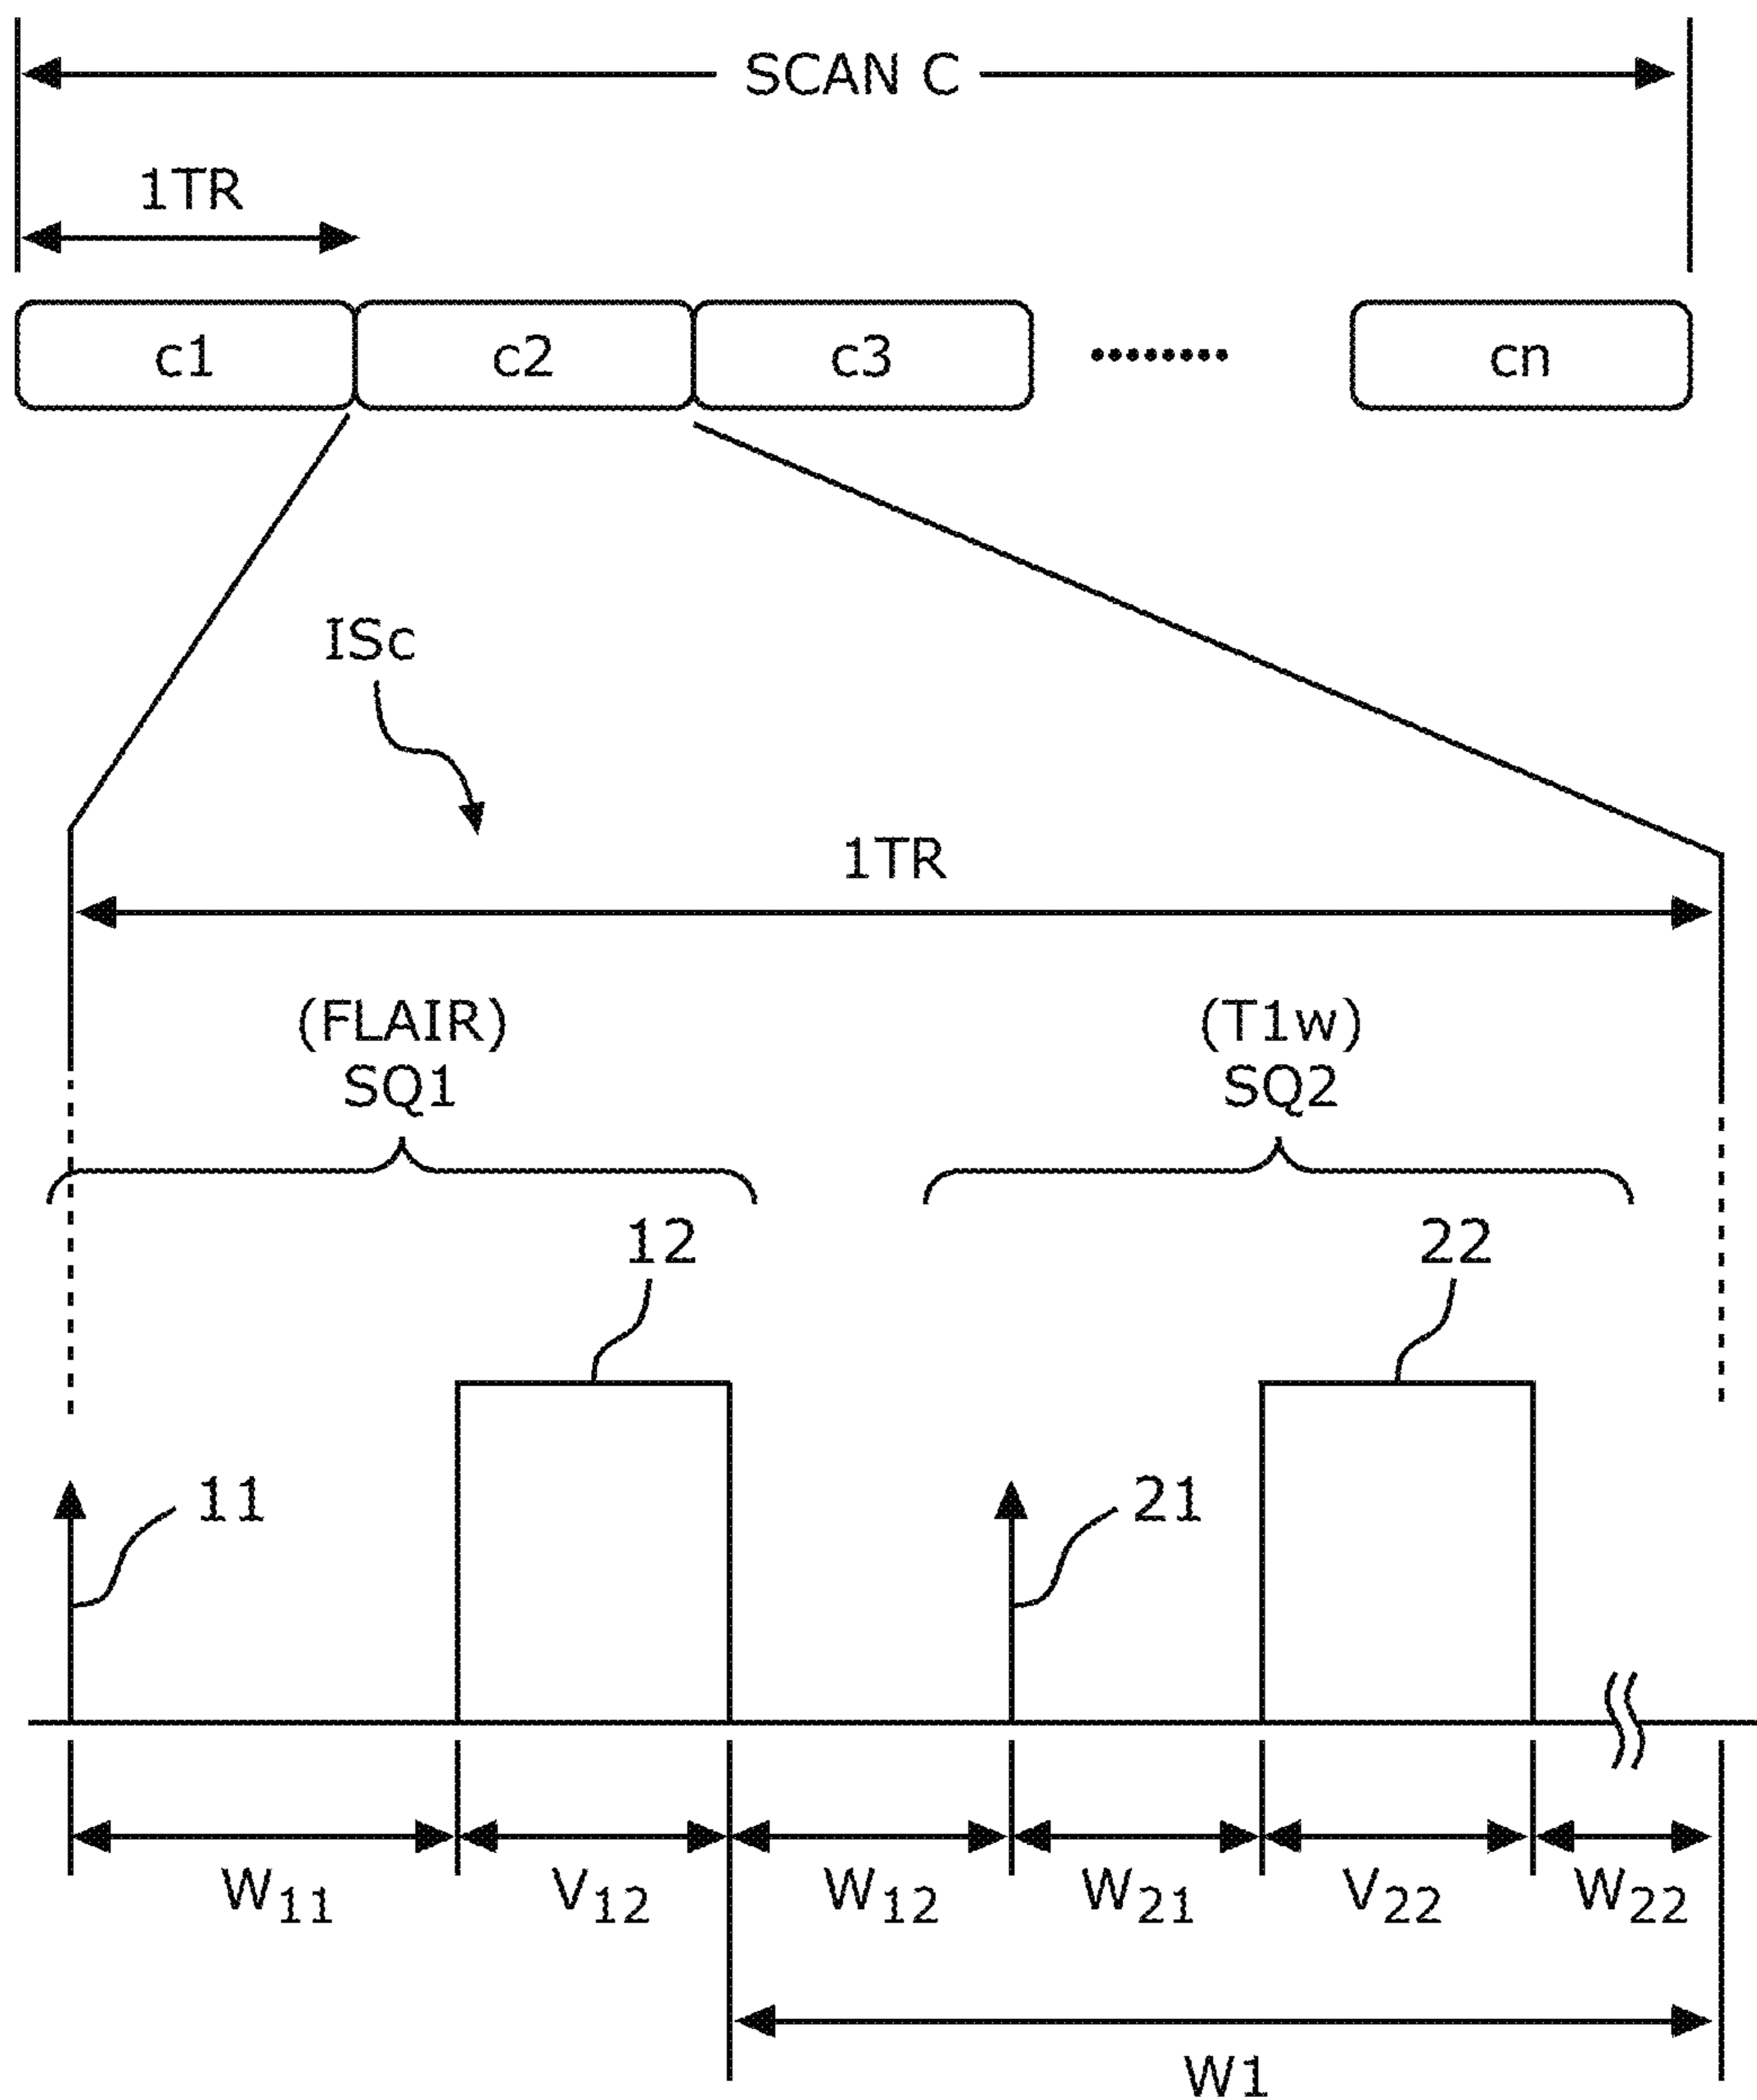 SCAN C
1TR
c1 c2 c3 ········ cn
ISc
1TR
(FLAIR) (T1w)
SQ1 SQ2
12 22
11 21
W11 V12 W12 W21 V22 W22
W1